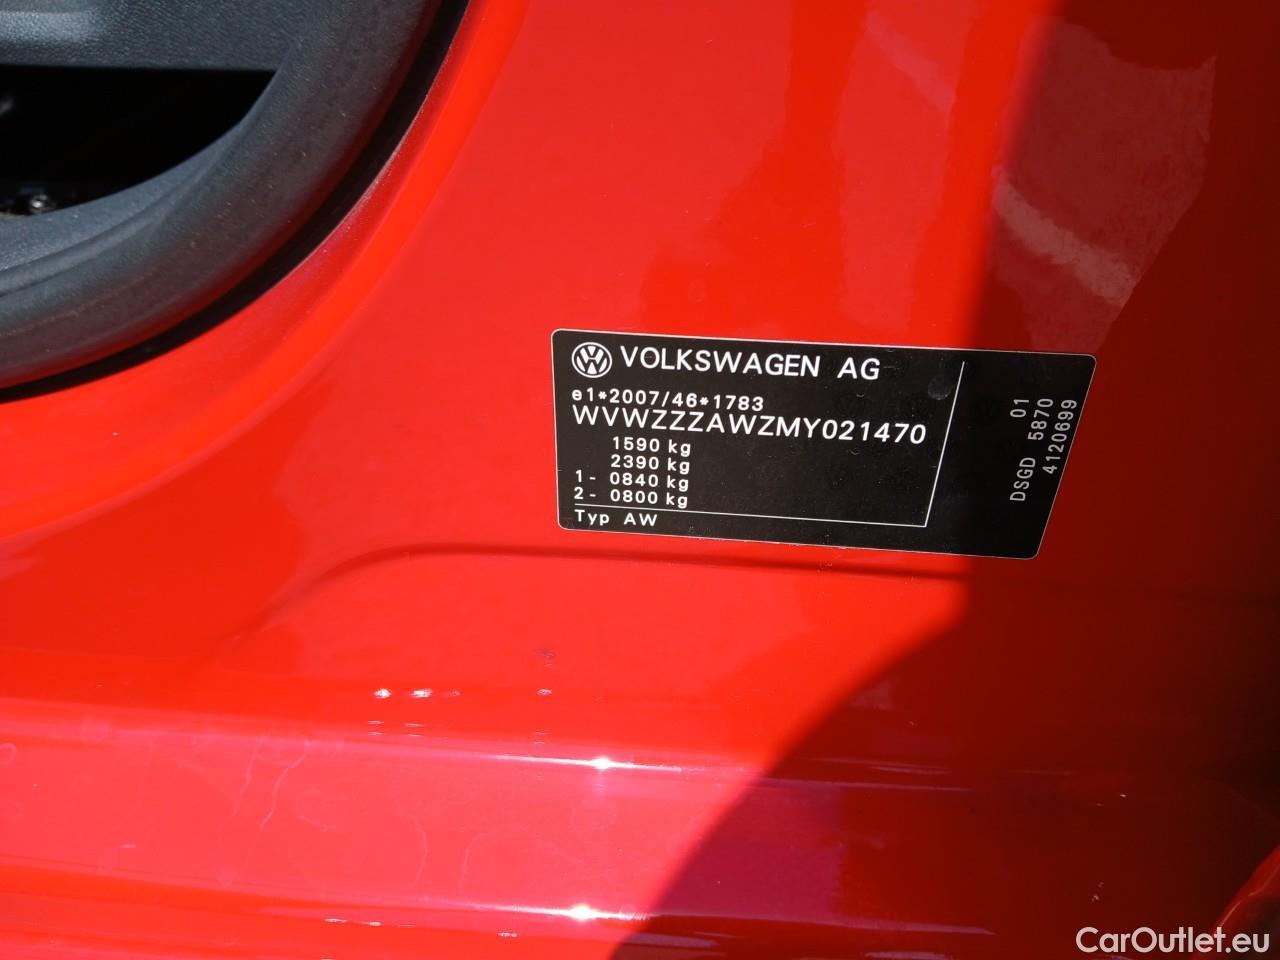 VOLKSWAGEN AG
e1*2007/46*1783
WVWZZZAWZMY021470
1590 kg
2390 kg
1- 0840 kg
2- 0800 kg
Typ AW
01
DSGD 5870
4120699
CarOutlet.eu